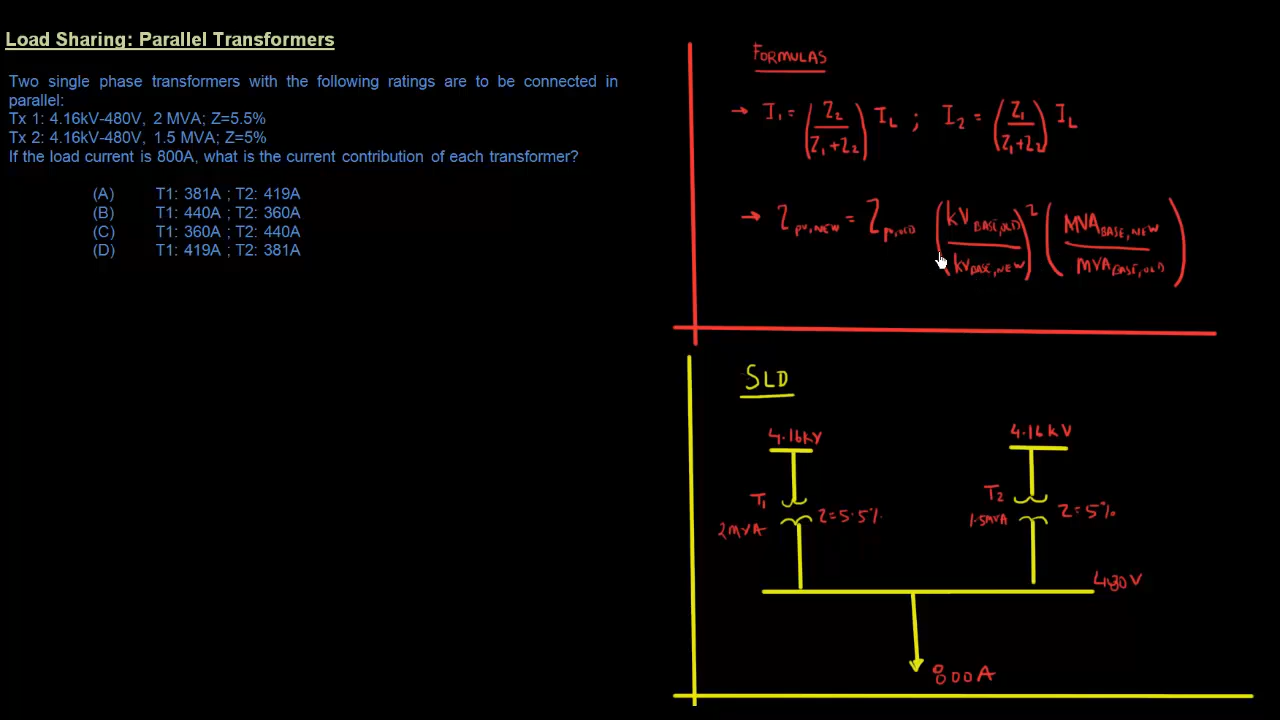 Load Sharing: Parallel Transformers
Two single phase transformers with the following ratings are to be connected in
parallel:
Tx 1: 4.16kV-480V, 2 MVA; Z=5.5%
Tx 2: 4.16kV-480V, 1.5 MVA; Z=5%
If the load current is 800A, what is the current contribution of each transformer?
(A) T1: 381A ; T2: 419A
(B) T1: 440A ; T2: 360A
(C) T1: 360A ; T2: 440A
(D) T1: 419A ; T2: 381A
FORMULAS
→ I1 = (Z2 / Z1+Z2) IL ; I2 = (Z1 / Z1+Z2) IL
→ Zpu,NEW = Zpu,OLD (kVBASE,OLD / kVBASE,NEW)² (MVABASE,NEW / MVABASE,OLD)
SLD
4.16kV
4.16kV
T1
2MVA
Z=5.5%
T2
1.5MVA
Z=5%
480V
800A